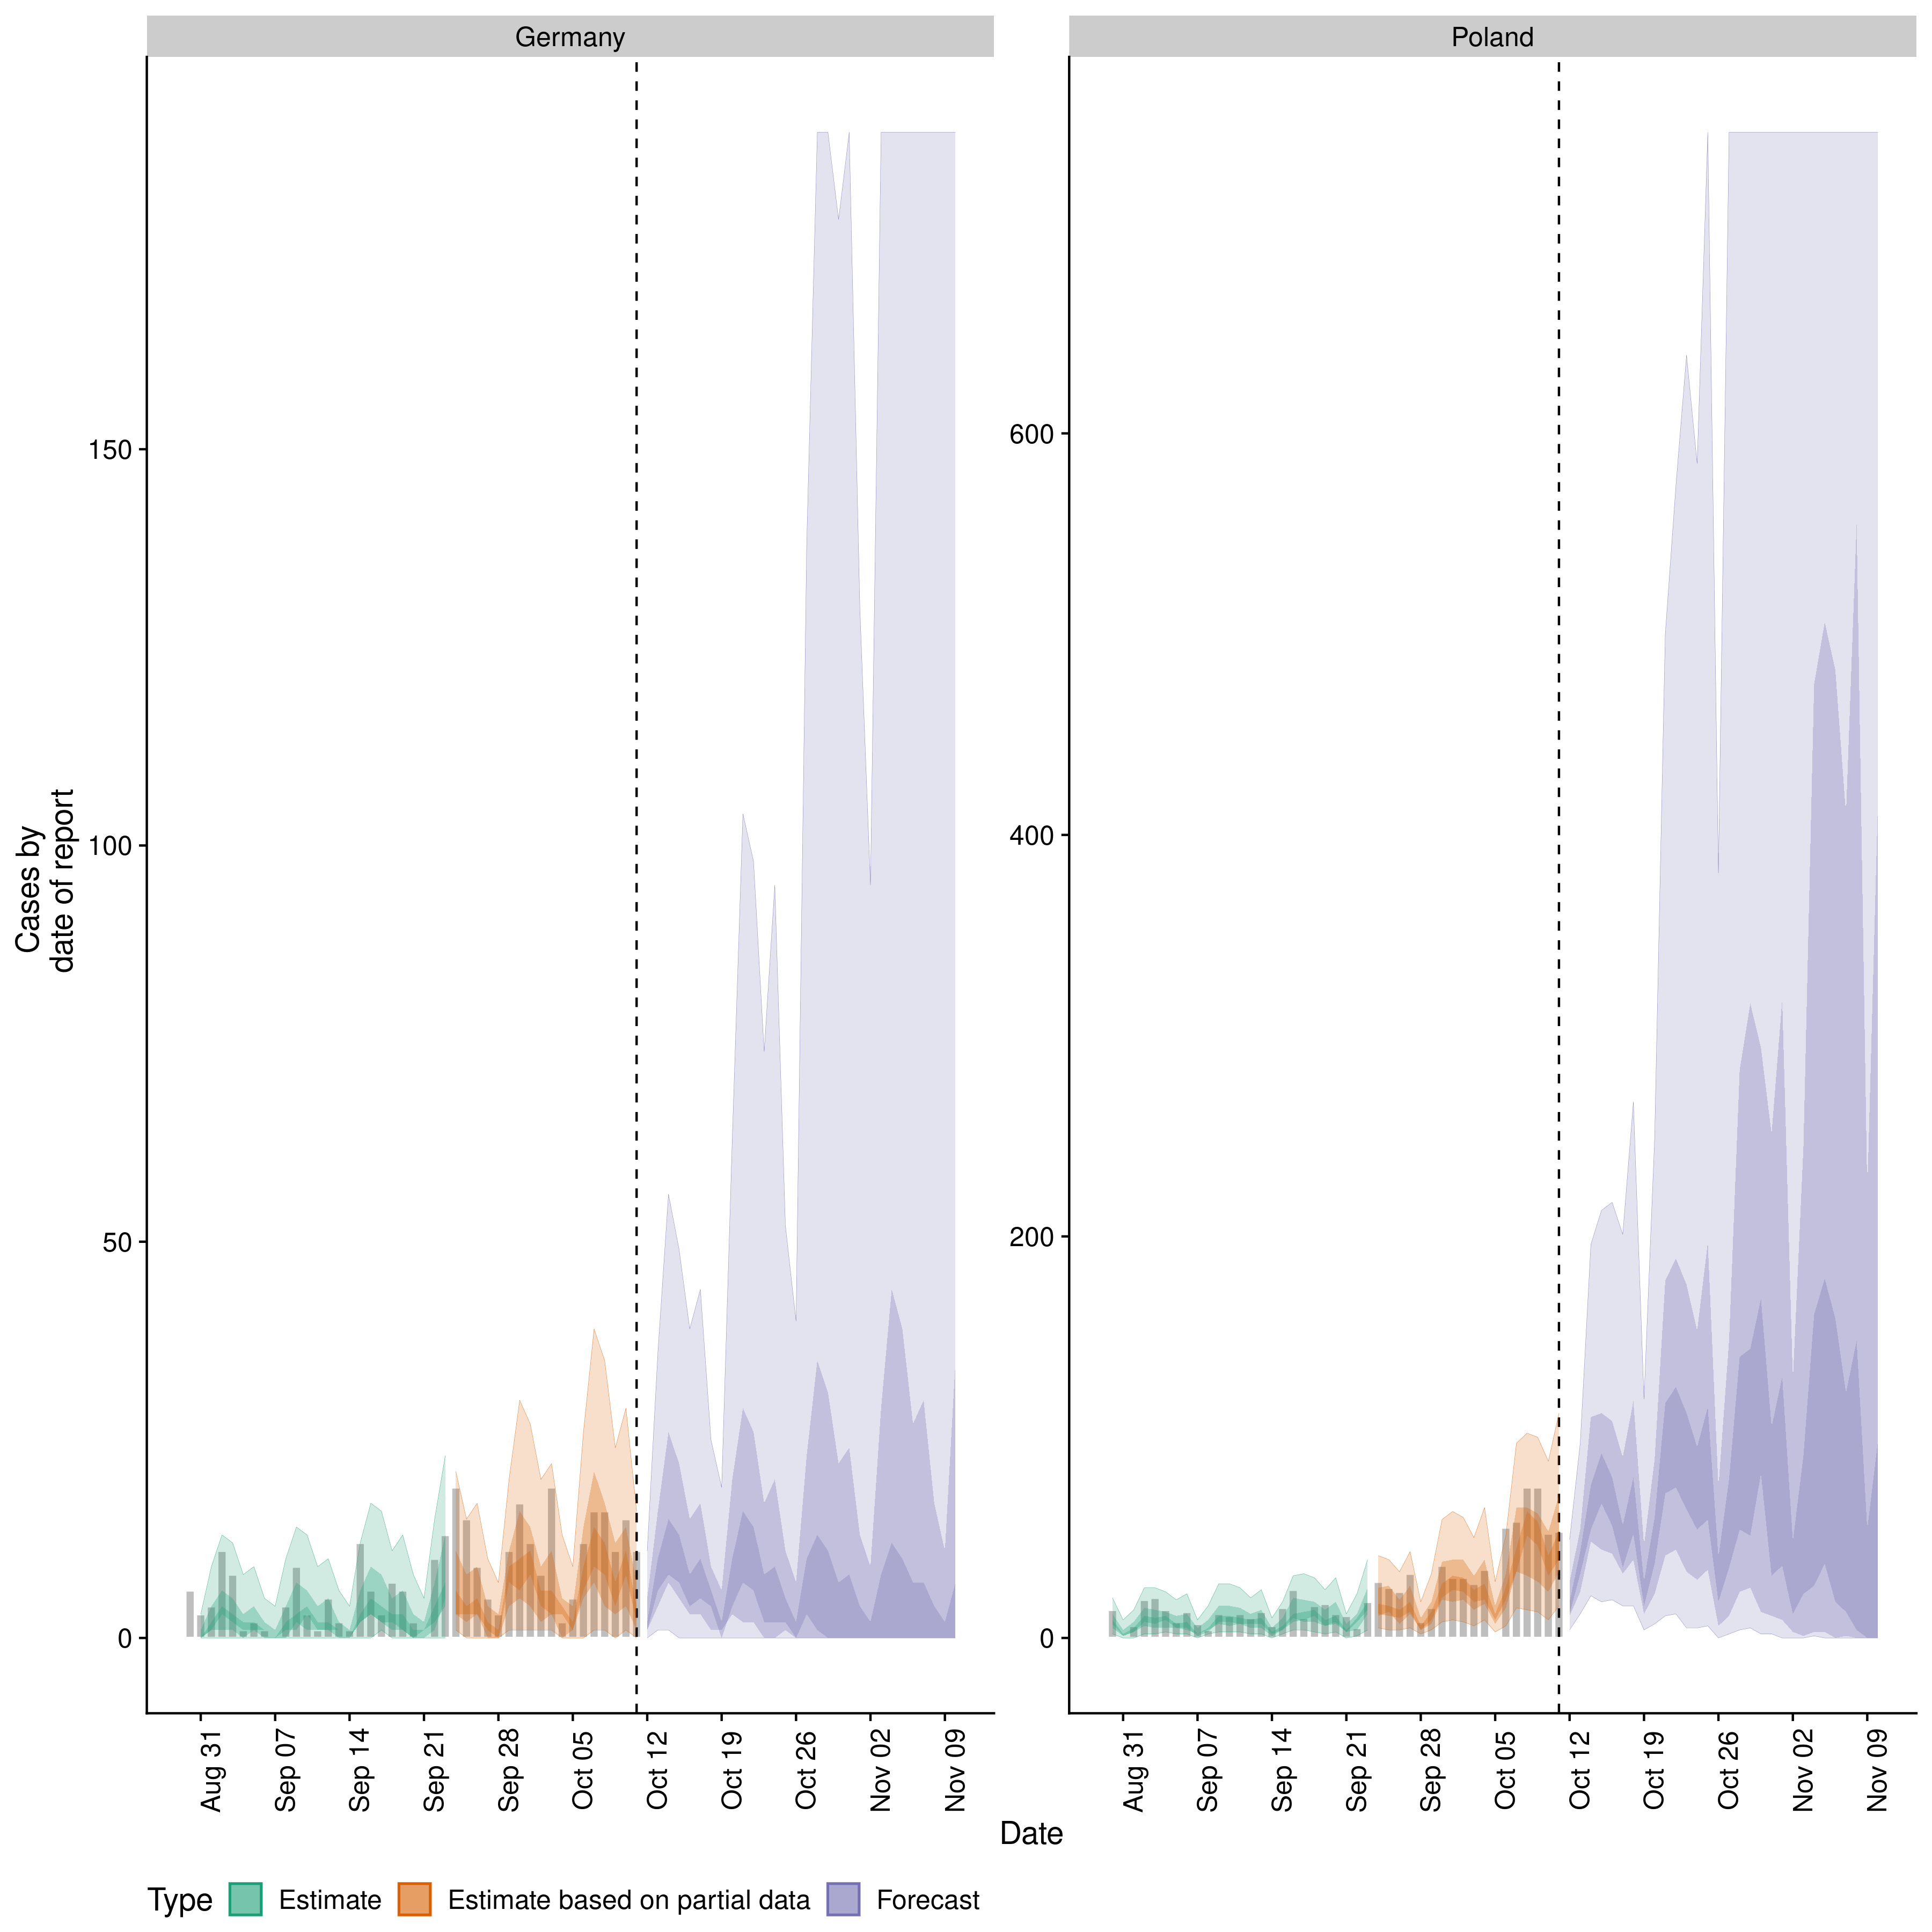 Germany
Poland
Cases by
date of report
150
100
50
0
600
400
200
0
Aug 31
Sep 07
Sep 14
Sep 21
Sep 28
Oct 05
Oct 12
Oct 19
Oct 26
Nov 02
Nov 09
Aug 31
Sep 07
Sep 14
Sep 21
Sep 28
Oct 05
Oct 12
Oct 19
Oct 26
Nov 02
Nov 09
Date
Type Estimate Estimate based on partial data Forecast